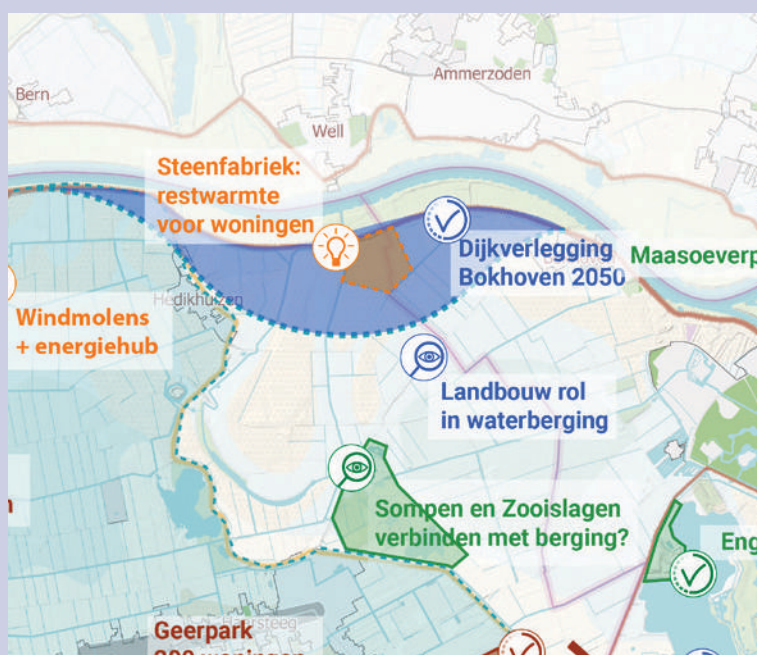 Ammerzoden
Bern
Well
Steenfabriek:
restwarmte
voor woningen
Dijkverlegging
Bokhoven 2050
Maasoeverp
Hedikhuizen
Windmolens
+ energiehub
Landbouw rol
in waterberging
n
Sompen en Zooislagen
verbinden met berging?
Eng
Haarsteeg
Geerpark